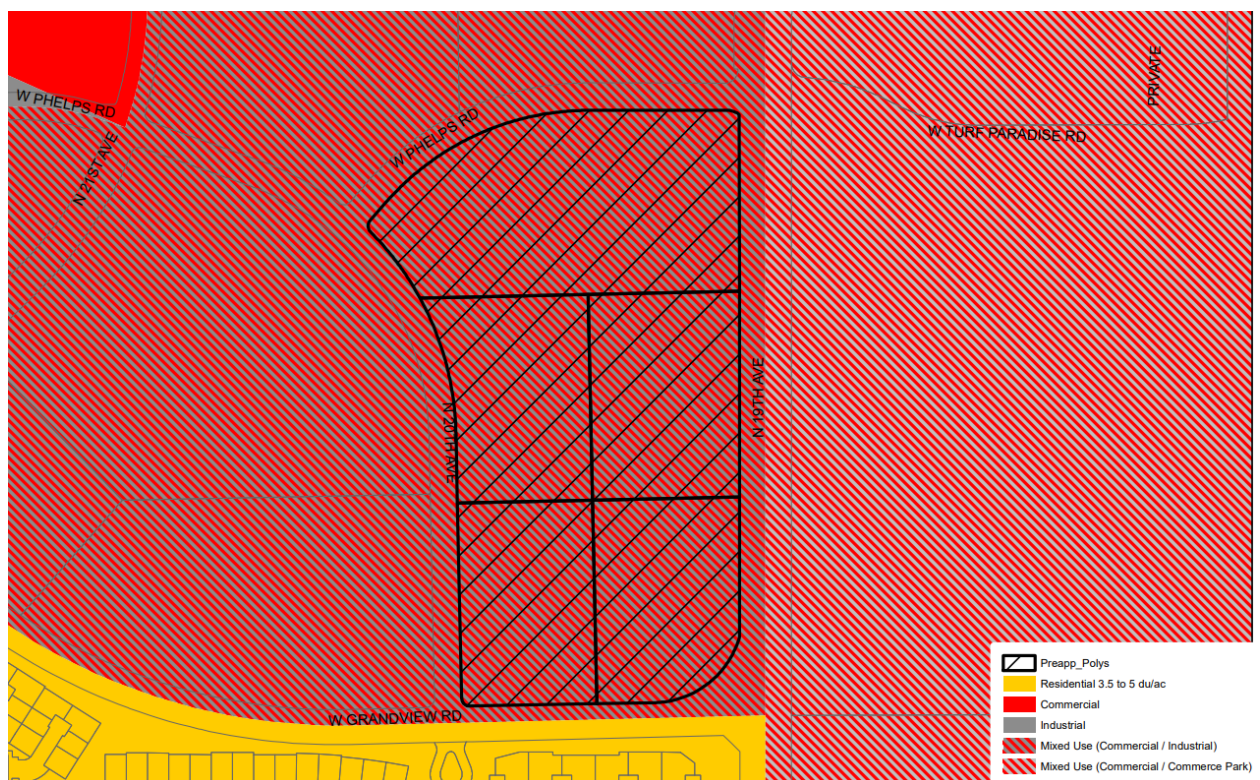 W PHELPS RD
N 21ST AVE
W PHELPS RD
PRIVATE
W TURF PARADISE RD
N 20TH AVE
N 19TH AVE
W GRANDVIEW RD
Preapp_Polys
Residential 3.5 to 5 du/ac
Commercial
Industrial
Mixed Use (Commercial / Industrial)
Mixed Use (Commercial / Commerce Park)